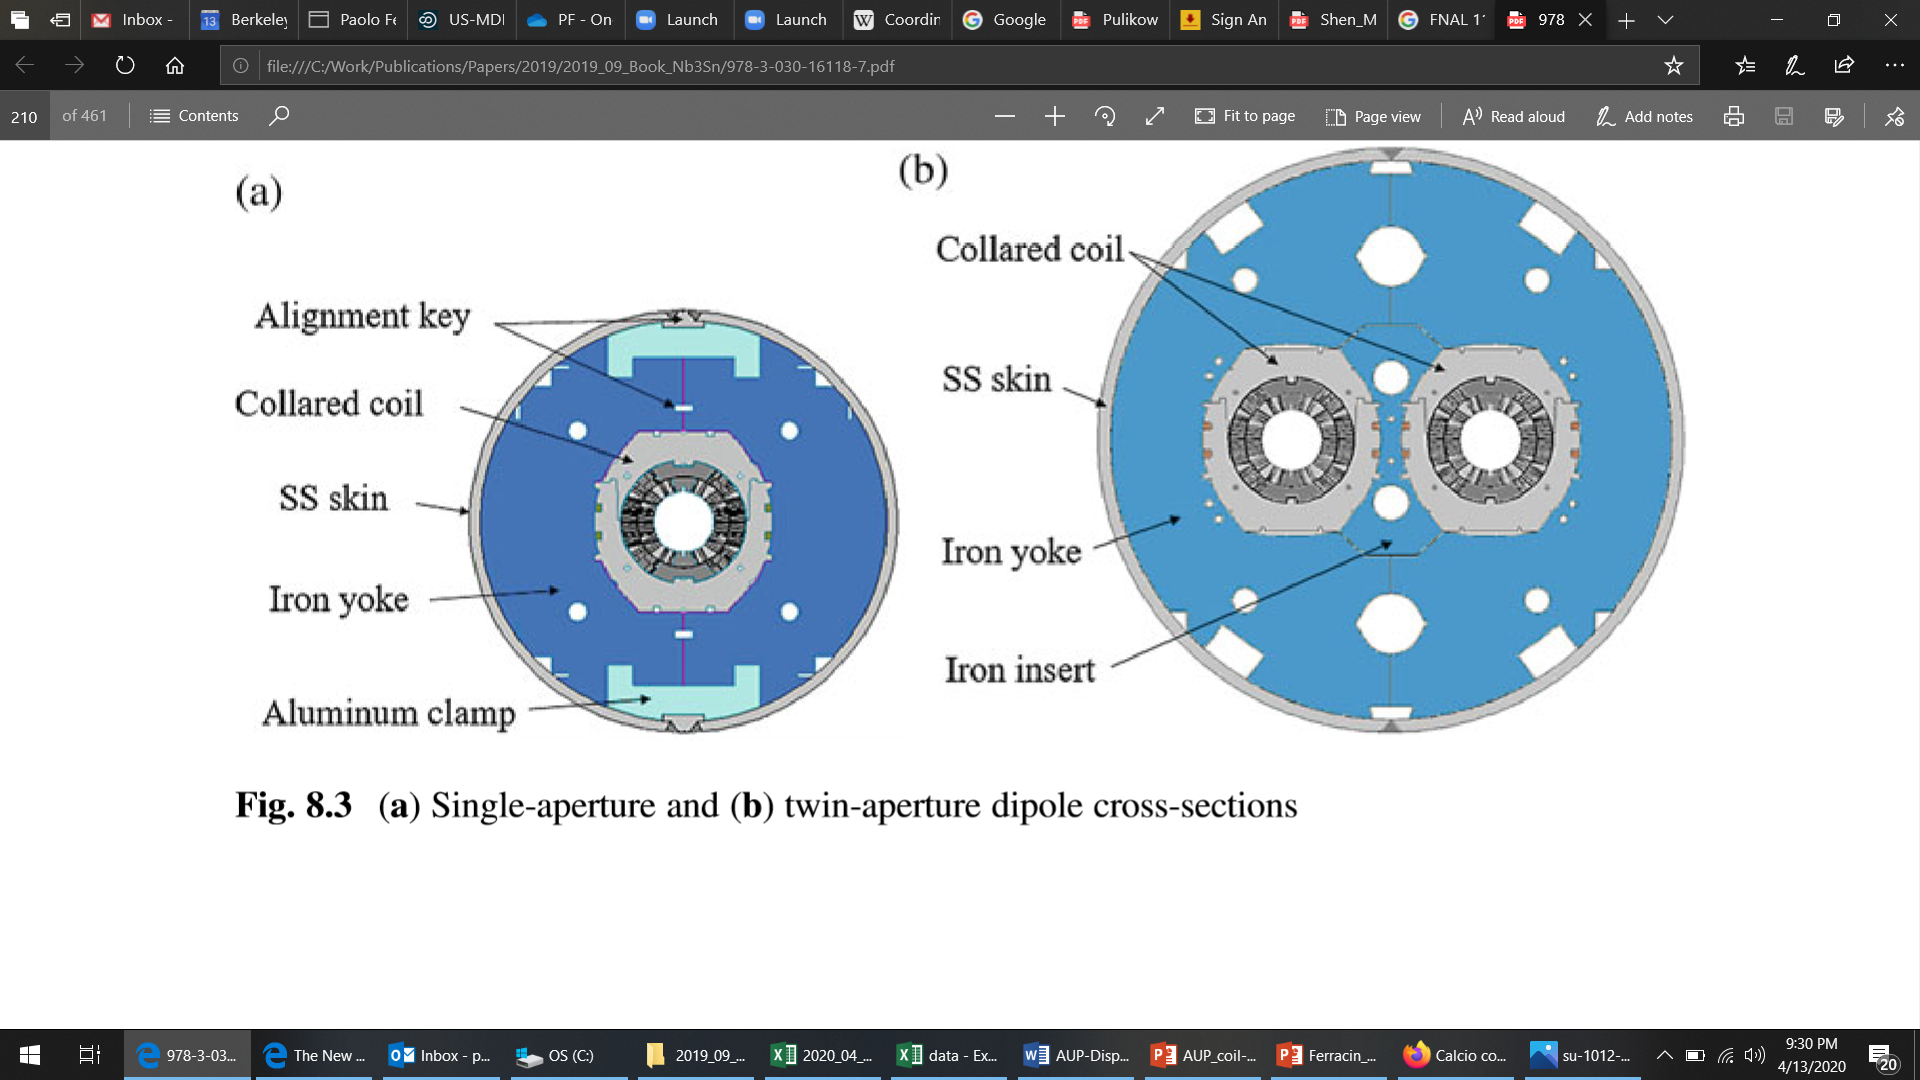 Inbox -
13
Berkeley
Paolo Fe
US-MDI
PF - On
Launch
Launch
W
Coordin
Google
PDF
Pulikow
Sign An
PDF
Shen_M
FNAL 1
PDF
978
file:///C:/Work/Publications/Papers/2019/2019_09_Book_Nb3Sn/978-3-030-16118-7.pdf
210 of 461
Contents
Fit to page
Page view
Read aloud
Add notes
(a)
(b)
Alignment key
Collared coil
SS skin
Iron yoke
Aluminum clamp
Collared coil
SS skin
Iron yoke
Iron insert
Fig. 8.3 (a) Single-aperture and (b) twin-aperture dipole cross-sections
978-3-03...
The New ...
Inbox - p...
OS (C:)
2019_09_...
2020_04_...
data - Ex...
AUP-Disp...
AUP_coil-...
Ferracin_...
Calcio co...
su-1012-...
9:30 PM
4/13/2020
20